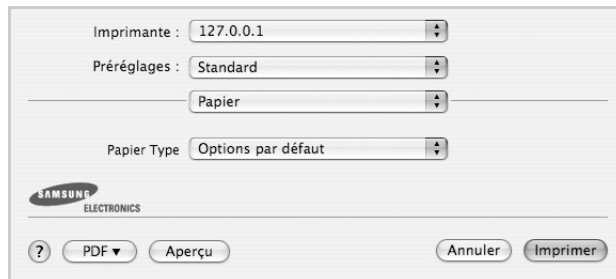 Imprimante : 127.0.0.1
Préréglages : Standard
Papier
Papier Type Options par défaut
SAMSUNG
ELECTRONICS
? PDF ▼ Aperçu Annuler Imprimer